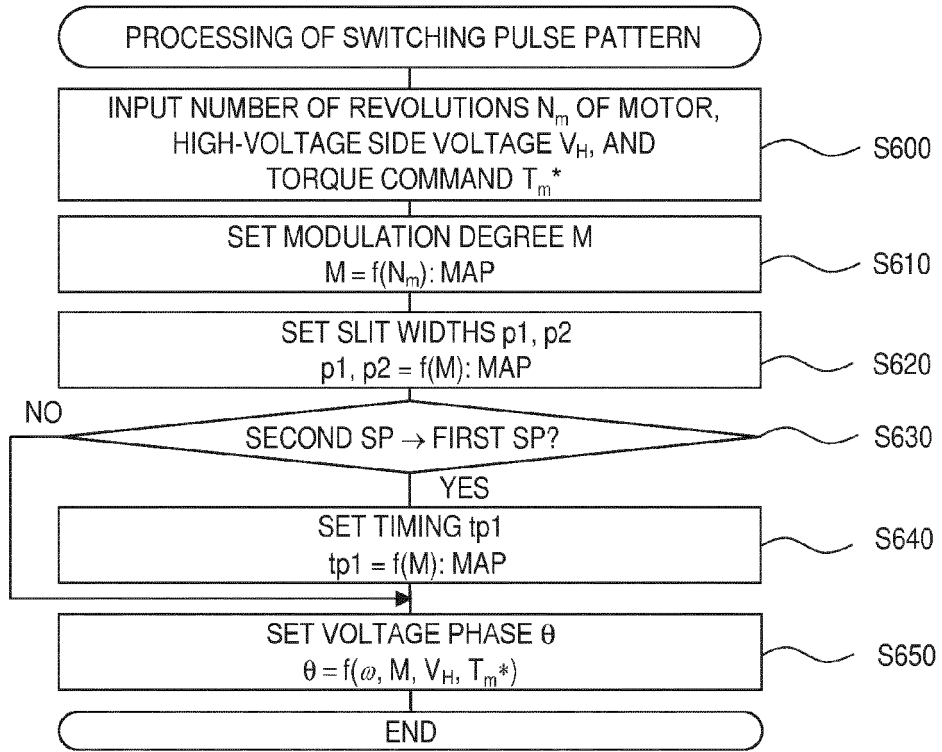 PROCESSING OF SWITCHING PULSE PATTERN
INPUT NUMBER OF REVOLUTIONS Nm OF MOTOR,
HIGH-VOLTAGE SIDE VOLTAGE VH, AND
TORQUE COMMAND Tm*
S600
SET MODULATION DEGREE M
M = f(Nm): MAP
S610
SET SLIT WIDTHS p1, p2
p1, p2 = f(M): MAP
S620
NO
SECOND SP → FIRST SP?
S630
YES
SET TIMING tp1
tp1 = f(M): MAP
S640
SET VOLTAGE PHASE θ
θ = f(ω, M, VH, Tm*)
S650
END